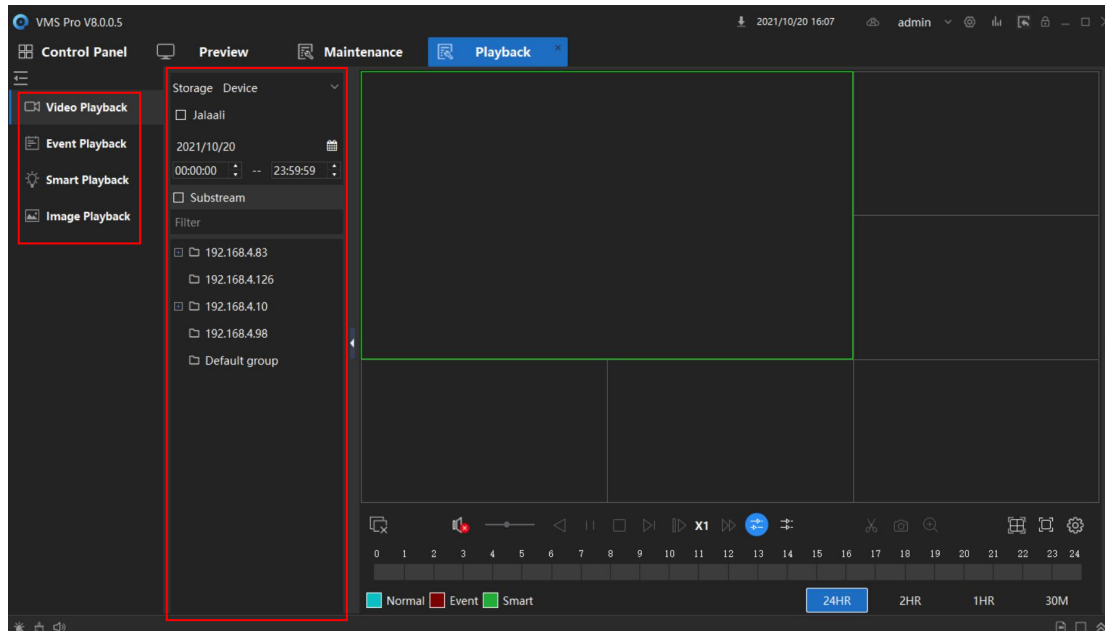 VMS Pro V8.0.0.5
2021/10/20 16:07
admin
Control Panel
Preview
Maintenance
Playback
Video Playback
Event Playback
Smart Playback
Image Playback
Storage Device
Jalaali
2021/10/20
00:00:00 -- 23:59:59
Substream
Filter
192.168.4.83
192.168.4.126
192.168.4.10
192.168.4.98
Default group
X1
0 1 2 3 4 5 6 7 8 9 10 11 12 13 14 15 16 17 18 19 20 21 22 23 24
Normal Event Smart
24HR 2HR 1HR 30M